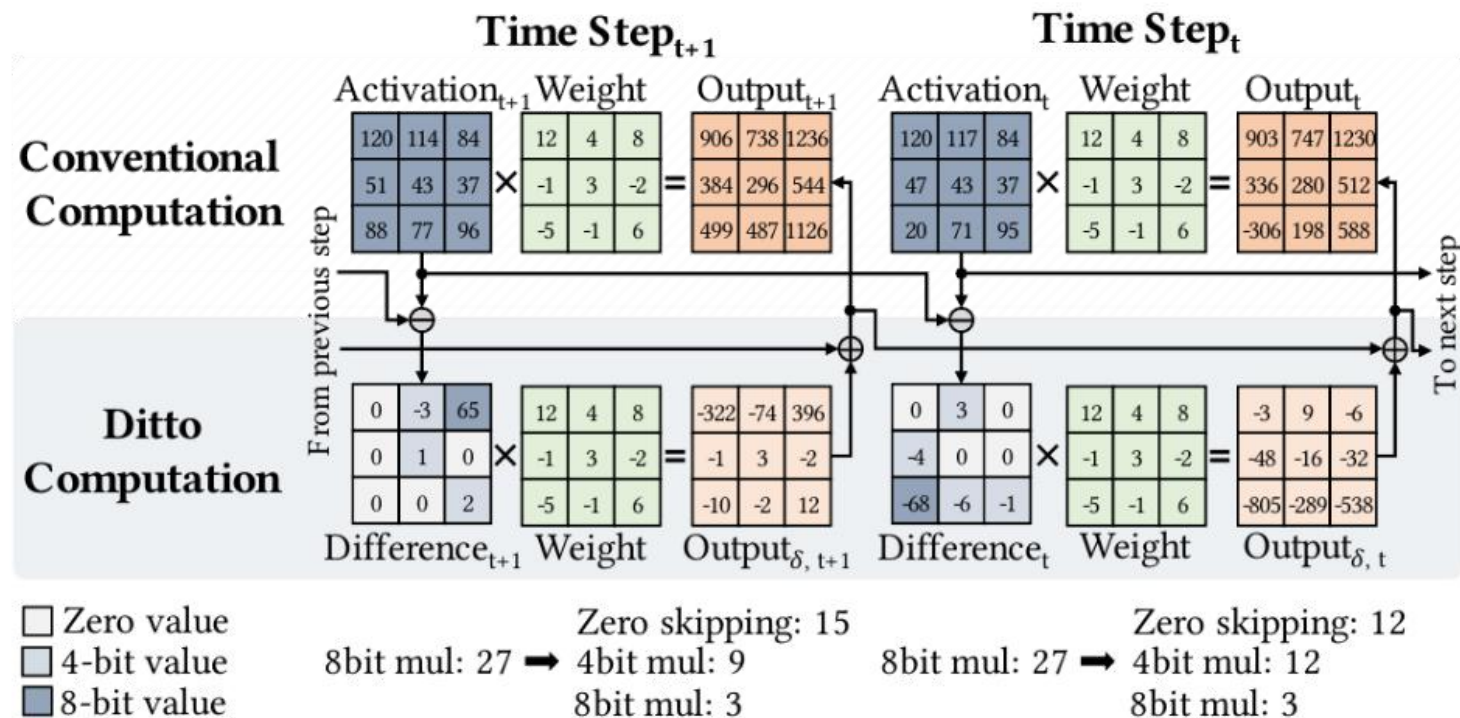 Time Step_t+1 Time Step_t
Activation_t+1 Weight Output_t+1 Activation_t Weight Output_t
Conventional
Computation
120 114 84 12 4 8 906 738 1236 120 117 84 12 4 8 903 747 1230
51 43 37 × -1 3 -2 = 384 296 544 47 43 37 × -1 3 -2 = 336 280 512
88 77 96 -5 -1 6 499 487 1126 20 71 95 -5 -1 6 -306 198 588
From previous step
To next step
Ditto
Computation
0 -3 65 12 4 8 -322 -74 396 0 3 0 12 4 8 -3 9 -6
0 1 0 × -1 3 -2 = -1 3 -2 -4 0 0 × -1 3 -2 = -48 -16 -32
0 0 2 -5 -1 6 -10 -2 12 -68 -6 -1 -5 -1 6 -805 -289 -538
Difference_t+1 Weight Output_δ, t+1 Difference_t Weight Output_δ, t
Zero value
4-bit value
8-bit value
Zero skipping: 15
8bit mul: 27 ➡ 4bit mul: 9
8bit mul: 3
Zero skipping: 12
8bit mul: 27 ➡ 4bit mul: 12
8bit mul: 3